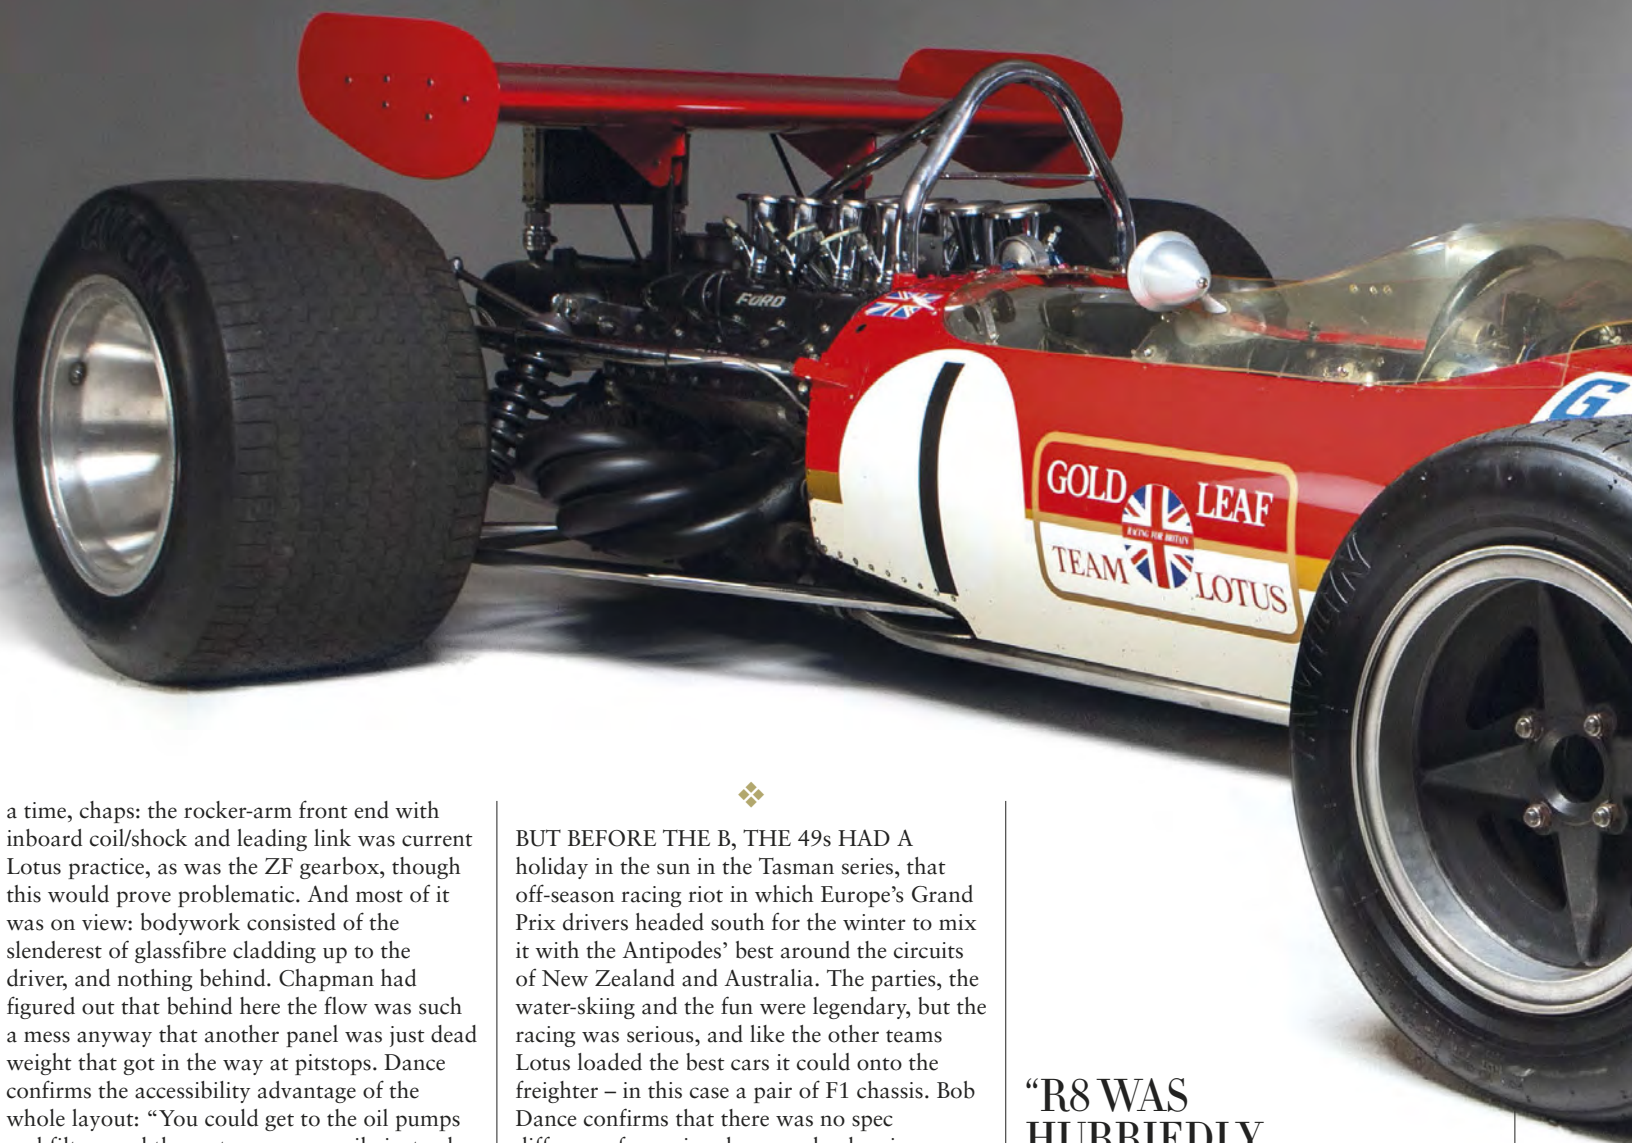 FORD
G
GOLD LEAF
RACING FOR BRITAIN
TEAM LOTUS
a time, chaps: the rocker-arm front end with
inboard coil/shock and leading link was current
Lotus practice, as was the ZF gearbox, though
this would prove problematic. And most of it
was on view: bodywork consisted of the
slenderest of glassfibre cladding up to the
driver, and nothing behind. Chapman had
figured out that behind here the flow was such
a mess anyway that another panel was just dead
weight that got in the way at pitstops. Dance
confirms the accessibility advantage of the
whole layout: “You could get to the oil pumps
BUT BEFORE THE B, THE 49s HAD A
holiday in the sun in the Tasman series, that
off-season racing riot in which Europe’s Grand
Prix drivers headed south for the winter to mix
it with the Antipodes’ best around the circuits
of New Zealand and Australia. The parties, the
water-skiing and the fun were legendary, but the
racing was serious, and like the other teams
Lotus loaded the best cars it could onto the
freighter – in this case a pair of F1 chassis. Bob
Dance confirms that there was no spec
“R8 WAS
HURRIEDLY